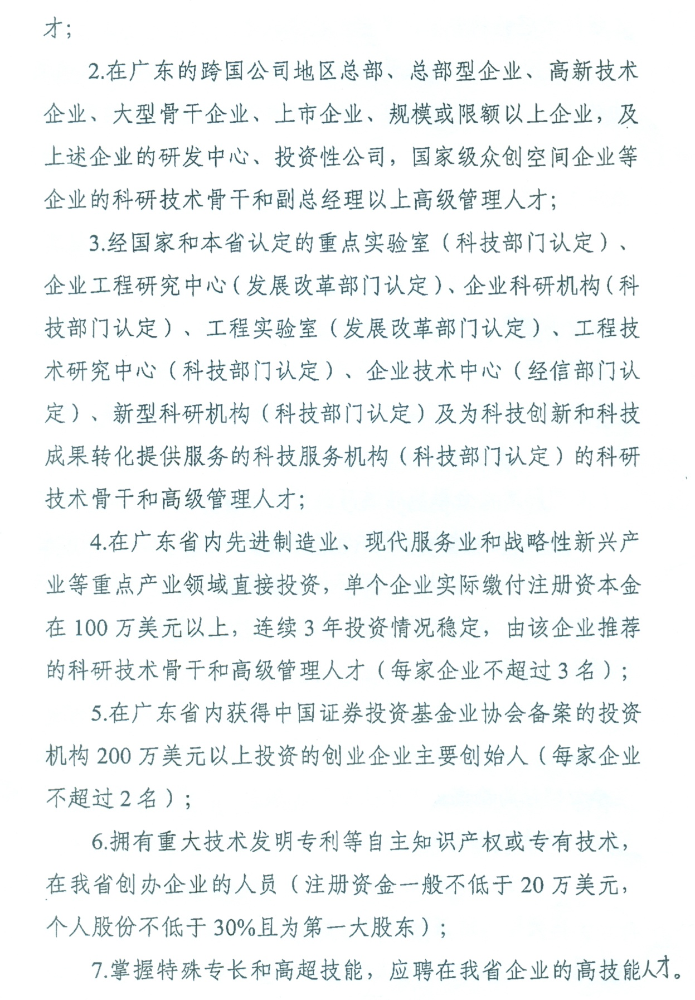 才；
2.在广东的跨国公司地区总部、总部型企业、高新技术
企业、大型骨干企业、上市企业、规模或限额以上企业，及
上述企业的研发中心、投资性公司，国家级众创空间企业等
企业的科研技术骨干和副总经理以上高级管理人才；
3.经国家和本省认定的重点实验室（科技部门认定）、
企业工程研究中心（发展改革部门认定）、企业科研机构（科
技部门认定）、工程实验室（发展改革部门认定）、工程技
术研究中心（科技部门认定）、企业技术中心（经信部门认
定）、新型科研机构（科技部门认定）及为科技创新和科技
成果转化提供服务的科技服务机构（科技部门认定）的科研
技术骨干和高级管理人才；
4.在广东省内先进制造业、现代服务业和战略性新兴产
业等重点产业领域直接投资，单个企业实际缴付注册资本金
在 100 万美元以上，连续 3 年投资情况稳定，由该企业推荐
的科研技术骨干和高级管理人才（每家企业不超过 3 名）；
5.在广东省内获得中国证券投资基金业协会备案的投资
机构 200 万美元以上投资的创业企业主要创始人（每家企业
不超过 2 名）；
6.拥有重大技术发明专利等自主知识产权或专有技术，
在我省创办企业的人员（注册资金一般不低于 20 万美元，
个人股份不低于 30%且为第一大股东）；
7.掌握特殊专长和高超技能，应聘在我省企业的高技能人才。